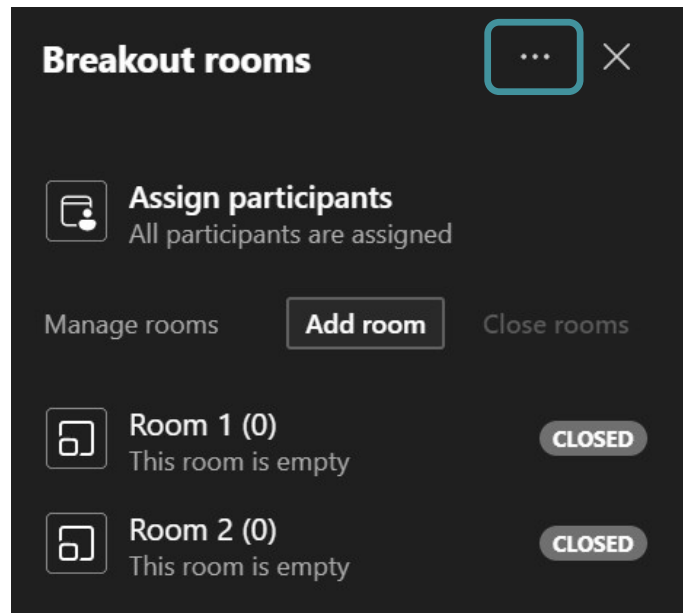 Breakout rooms
Assign participants
All participants are assigned
Manage rooms Add room Close rooms
Room 1 (0)
This room is empty
CLOSED
Room 2 (0)
This room is empty
CLOSED